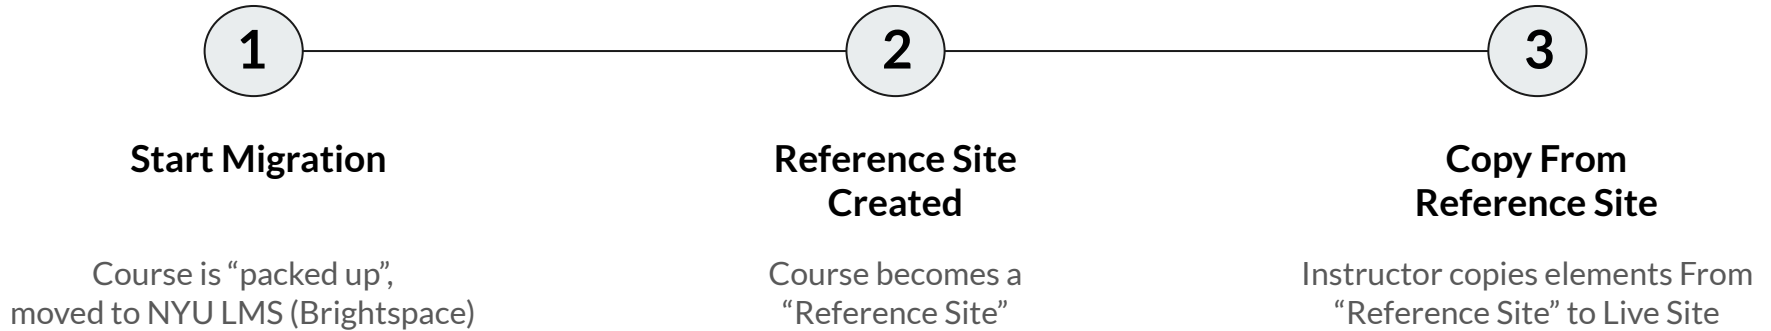 1
2
3
Start Migration
Reference Site
Created
Copy From
Reference Site
Course is “packed up”,
moved to NYU LMS (Brightspace)
Course becomes a
“Reference Site”
Instructor copies elements From
“Reference Site” to Live Site